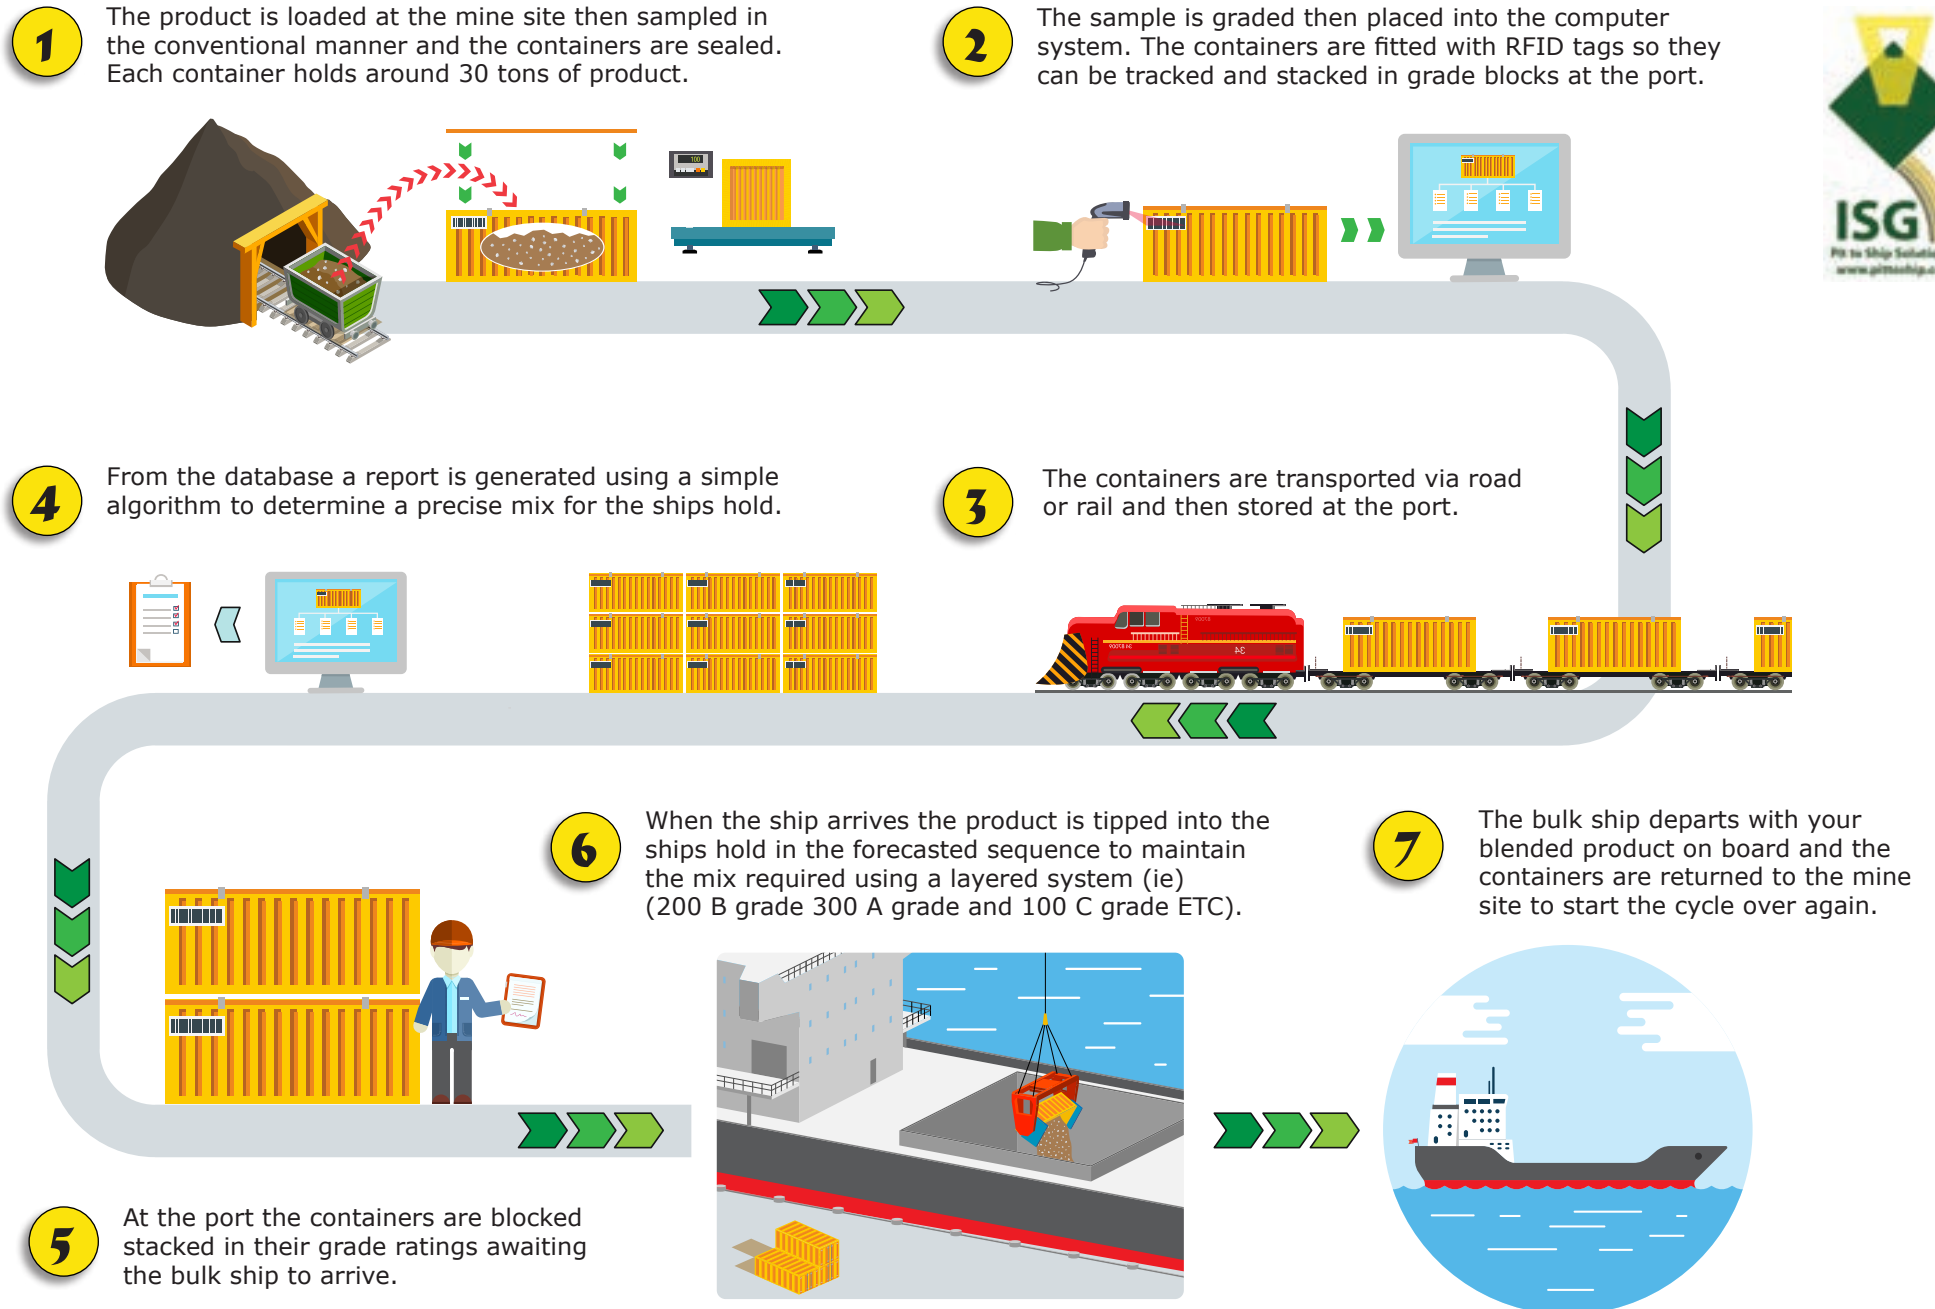 1
The product is loaded at the mine site then sampled in
the conventional manner and the containers are sealed.
Each container holds around 30 tons of product.
100
2
The sample is graded then placed into the computer
system. The containers are fitted with RFID tags so they
can be tracked and stacked in grade blocks at the port.
ISG
Pit to Ship
3
The containers are transported via road
or rail and then stored at the port.
34
4
From the database a report is generated using a simple
algorithm to determine a precise mix for the ships hold.
5
At the port the containers are blocked
stacked in their grade ratings awaiting
the bulk ship to arrive.
6
When the ship arrives the product is tipped into the
ships hold in the forecasted sequence to maintain
the mix required using a layered system (ie)
(200 B grade 300 A grade and 100 C grade ETC).
7
The bulk ship departs with your
blended product on board and the
containers are returned to the mine
site to start the cycle over again.